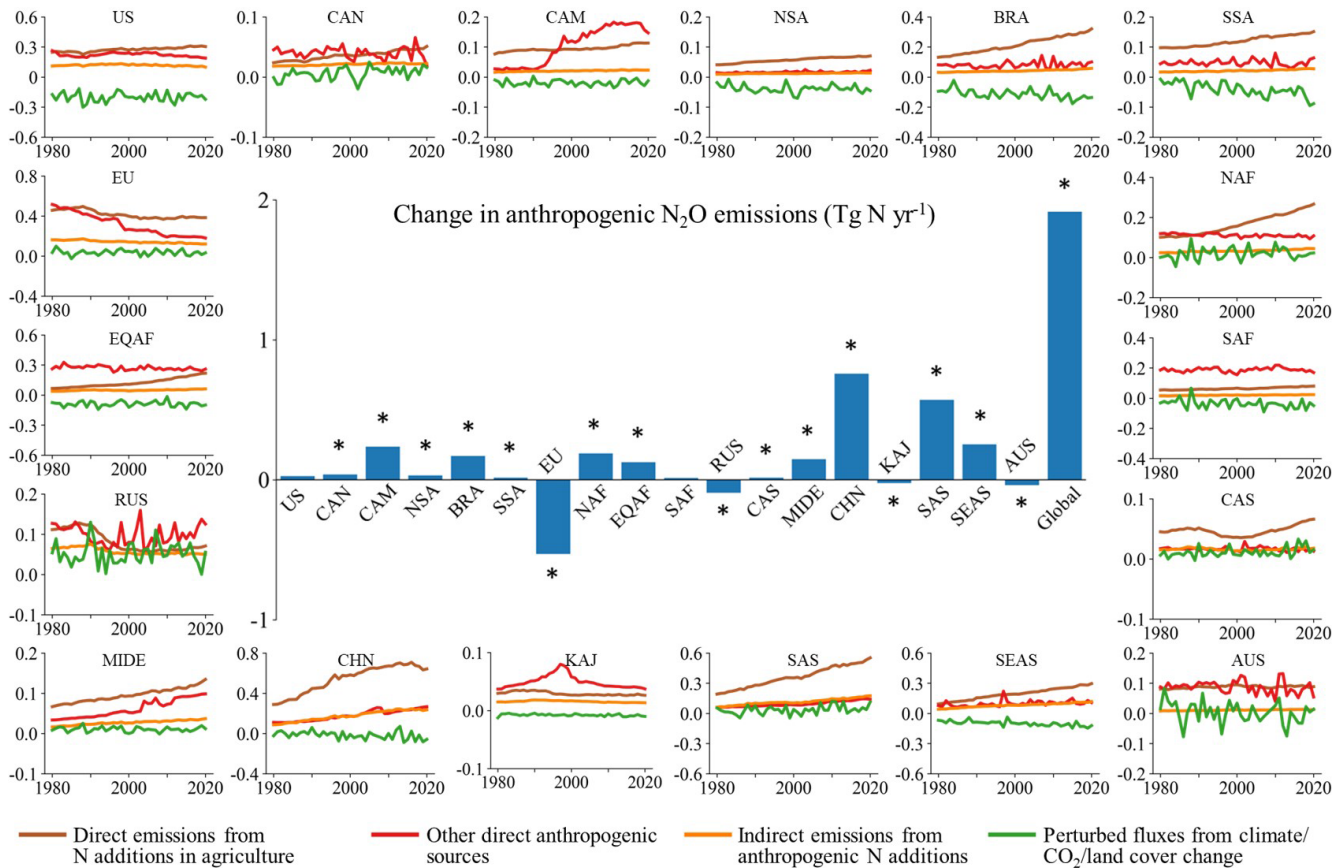 US
0.6
0.3
0
-0.3
-0.6
1980 2000 2020
CAN
0.1
0.0
0.1
1980 2000 2020
CAM
0.2
0.1
0.0
-0.1
-0.2
1980 2000 2020
NSA
0.2
0.1
0.0
-0.1
-0.2
1980 2000 2020
BRA
0.4
0.2
0.0
-0.2
-0.4
1980 2000 2020
SSA
0.2
0.1
0.0
-0.1
-0.2
1980 2000 2020
EU
0.8
0.4
0.0
-0.4
1980 2000 2020
Change in anthropogenic N₂O emissions (Tg N yr⁻¹)
2
1
0
-1
US
* CAN
* CAM
* NSA
* BRA
* SSA
EU *
* NAF
* EQAF
SAF
RUS *
* CAS
* MIDE
* CHN
KAJ *
* SAS
* SEAS
AUS *
* Global
NAF
0.4
0.2
0.0
-0.2
1980 2000 2020
EQAF
0.6
0.3
0.0
-0.3
-0.6
1980 2000 2020
SAF
0.4
0.2
0.0
-0.2
-0.4
1980 2000 2020
RUS
0.2
0.1
0.0
-0.1
1980 2000 2020
CAS
0.1
0.0
-0.1
1980 2000 2020
MIDE
0.2
0.1
0.0
-0.1
1980 2000 2020
CHN
0.8
0.4
0.0
-0.4
1980 2000 2020
KAJ
0.1
0.0
-0.1
1980 2000 2020
SAS
0.6
0.3
0.0
-0.3
-0.6
1980 2000 2020
SEAS
0.6
0.3
0.0
-0.3
-0.6
1980 2000 2020
AUS
0.2
0.1
0.0
-0.1
0.2
1980 2000 2020
Direct emissions from
N additions in agriculture
Other direct anthropogenic
sources
Indirect emissions from
anthropogenic N additions
Perturbed fluxes from climate/
CO₂/land cover change